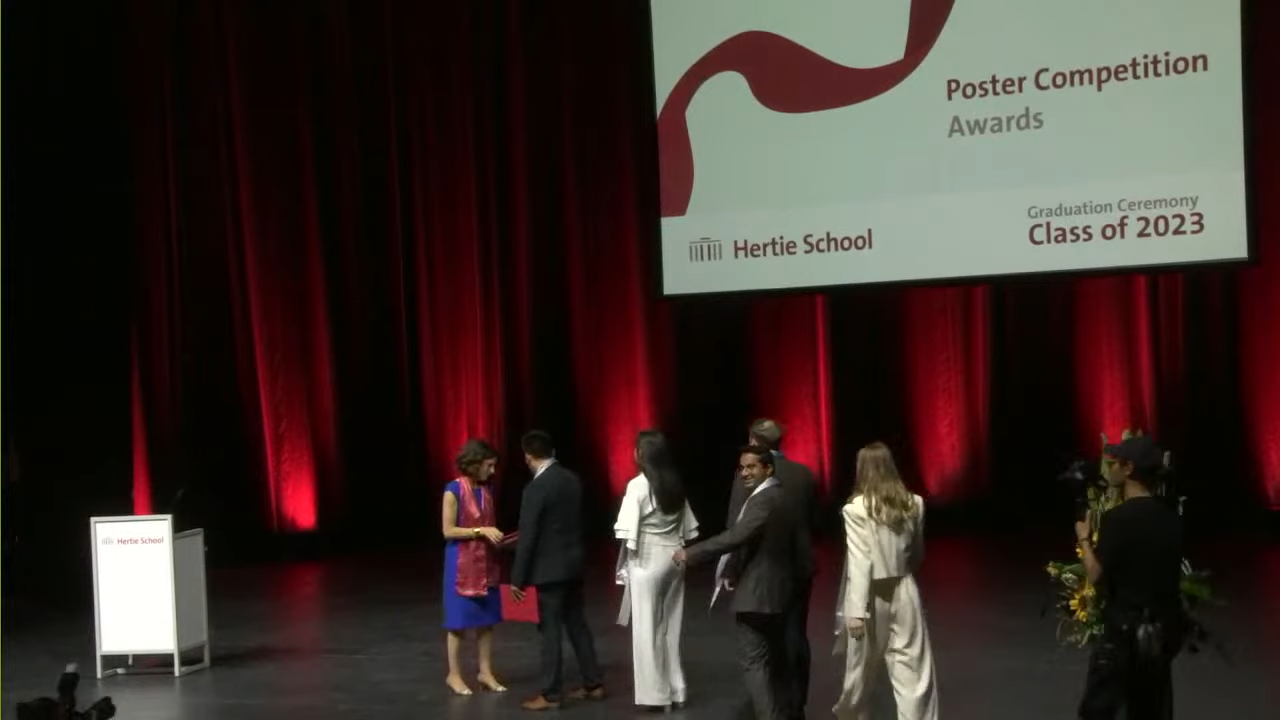 Poster Competition
Awards
Graduation Ceremony
Class of 2023
Hertie School
Hertie School